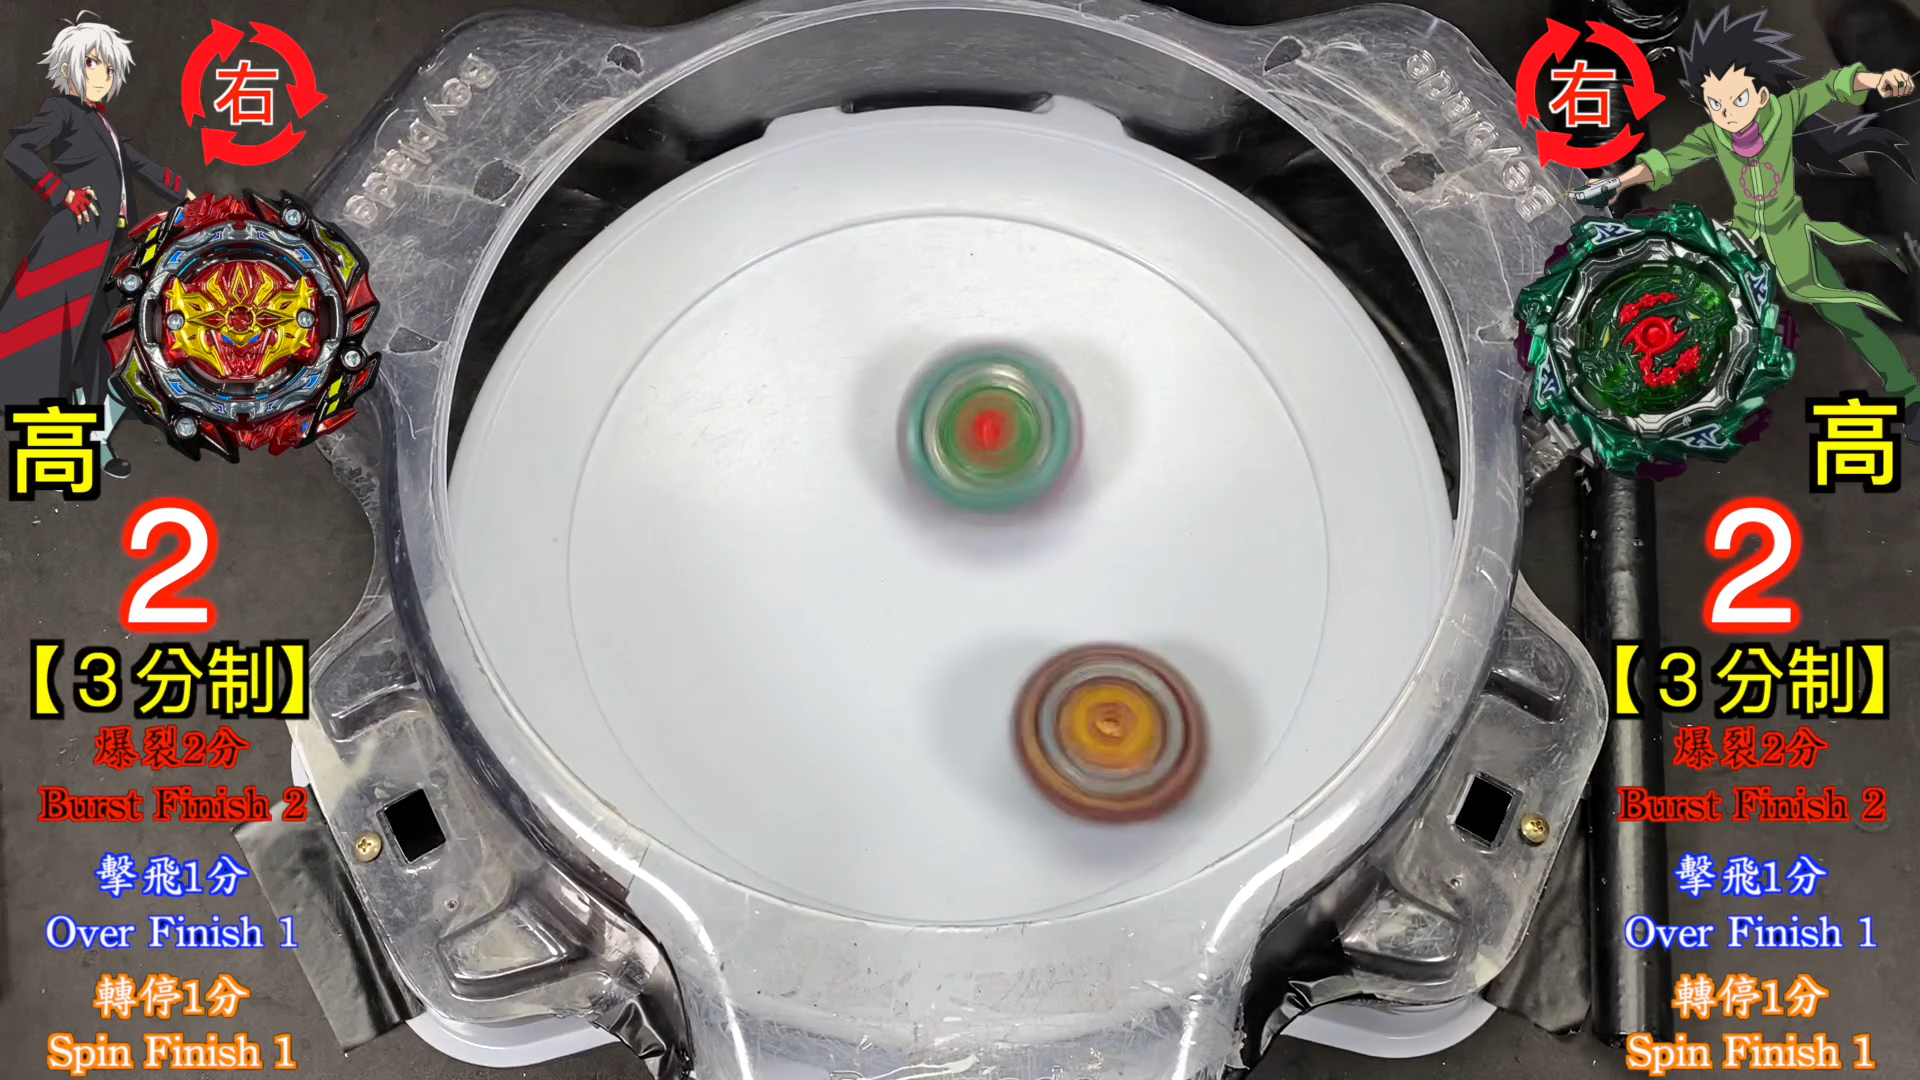 右
高
2
【3分制】
爆裂2分
Burst Finish 2
擊飛1分
Over Finish 1
轉停1分
Spin Finish 1
Beyblade
Beyblade
右
高
2
【3分制】
爆裂2分
Burst Finish 2
擊飛1分
Over Finish 1
轉停1分
Spin Finish 1